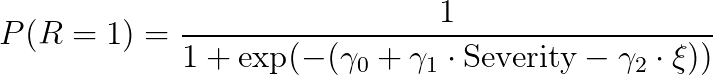 P(R = 1) = \frac{1}{1 + \exp(-(\gamma_0 + \gamma_1 \cdot \text{Severity} - \gamma_2 \cdot \xi))}